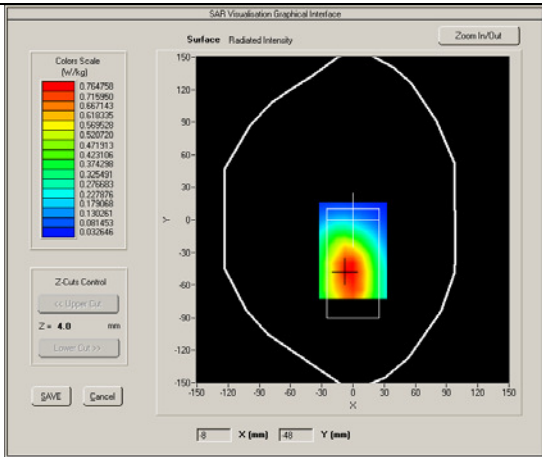 SAR Visualisation Graphical Interface
Surface Radiated Intensity
Zoom In/Out
Colors Scale
(W/kg)
0.764758
0.715950
0.667143
0.618335
0.569528
0.520720
0.471913
0.423106
0.374298
0.325491
0.276683
0.227876
0.179068
0.130261
0.081453
0.032646
150
120
90
60
30
0
-30
-60
-90
-120
-150
Y
-150 -120 -90 -60 -30 0 30 60 90 120 150
X
Z-Cuts Control
<< Upper Cut
Z = 4.0 mm
Lower Cut >>
SAVE Cancel
-8 X (mm) -48 Y (mm)